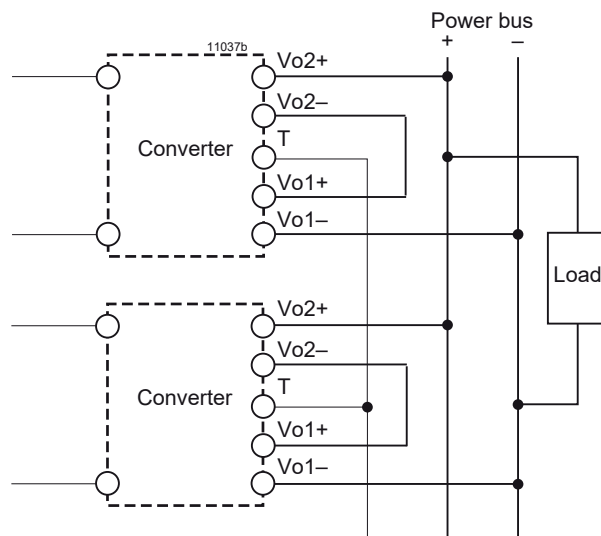 Power bus
+ –
11037b
Vo2+
Vo2–
T
Converter
Vo1+
Vo1–
Load
Vo2+
Vo2–
T
Converter
Vo1+
Vo1–